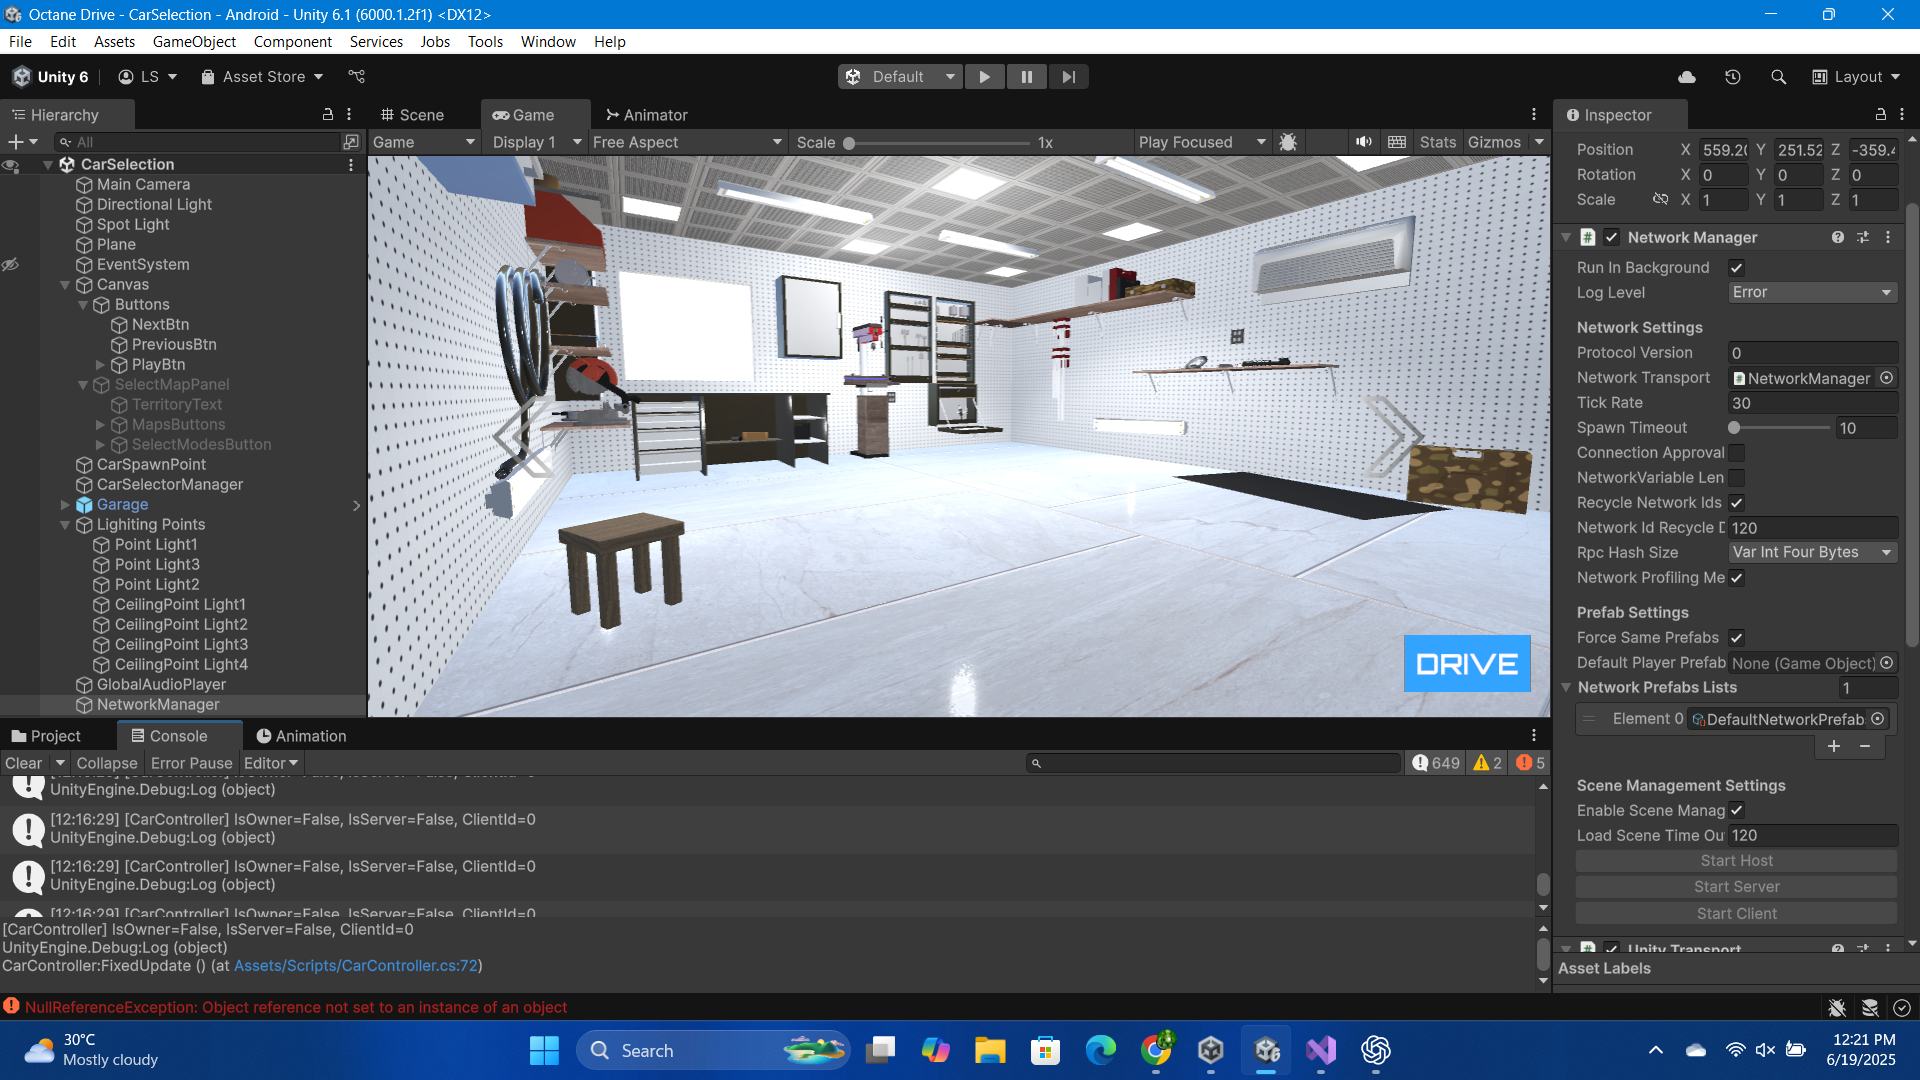 Octane Drive - CarSelection - Android - Unity 6.1 (6000.1.2f1) <DX12>
File Edit Assets GameObject Component Services Jobs Tools Window Help
Unity 6 LS Asset Store Default Layout
Hierarchy
All
CarSelection
Main Camera
Directional Light
Spot Light
Plane
EventSystem
Canvas
Buttons
NextBtn
PreviousBtn
PlayBtn
SelectMapPanel
TerritoryText
MapsButtons
SelectModesButton
CarSpawnPoint
CarSelectorManager
Garage
Lighiting Points
Point Light1
Point Light3
Point Light2
CeilingPoint Light1
CeilingPoint Light2
CeilingPoint Light3
CeilingPoint Light4
GlobalAudioPlayer
NetworkManager
Scene Game Animator
Game Display 1 Free Aspect Scale 1x Play Focused Stats Gizmos
DRIVE
Inspector
Position X 559.20 Y 251.52 Z -359.4
Rotation X 0 Y 0 Z 0
Scale X 1 Y 1 Z 1
Network Manager
Run In Background
Log Level Error
Network Settings
Protocol Version 0
Network Transport NetworkManager
Tick Rate 30
Spawn Timeout 10
Connection Approval
NetworkVariable Len
Recycle Network Ids
Network Id Recycle D 120
Rpc Hash Size Var Int Four Bytes
Network Profiling Me
Prefab Settings
Force Same Prefabs
Default Player Prefab None (Game Object)
Network Prefabs Lists 1
Element 0 DefaultNetworkPrefab
Scene Management Settings
Enable Scene Manag
Load Scene Time Ou 120
Start Host
Start Server
Start Client
Unity Transport
Asset Labels
Project Console Animation
Clear Collapse Error Pause Editor 649 2 5
UnityEngine.Debug:Log (object)
[12:16:29] [CarController] IsOwner=False, IsServer=False, ClientId=0
UnityEngine.Debug:Log (object)
[12:16:29] [CarController] IsOwner=False, IsServer=False, ClientId=0
UnityEngine.Debug:Log (object)
[12:16:29] [CarController] IsOwner=False, IsServer=False, ClientId=0
[CarController] IsOwner=False, IsServer=False, ClientId=0
UnityEngine.Debug:Log (object)
CarController:FixedUpdate () (at Assets/Scripts/CarController.cs:72)
NullReferenceException: Object reference not set to an instance of an object
30°C
Mostly cloudy
Search
12:21 PM
6/19/2025